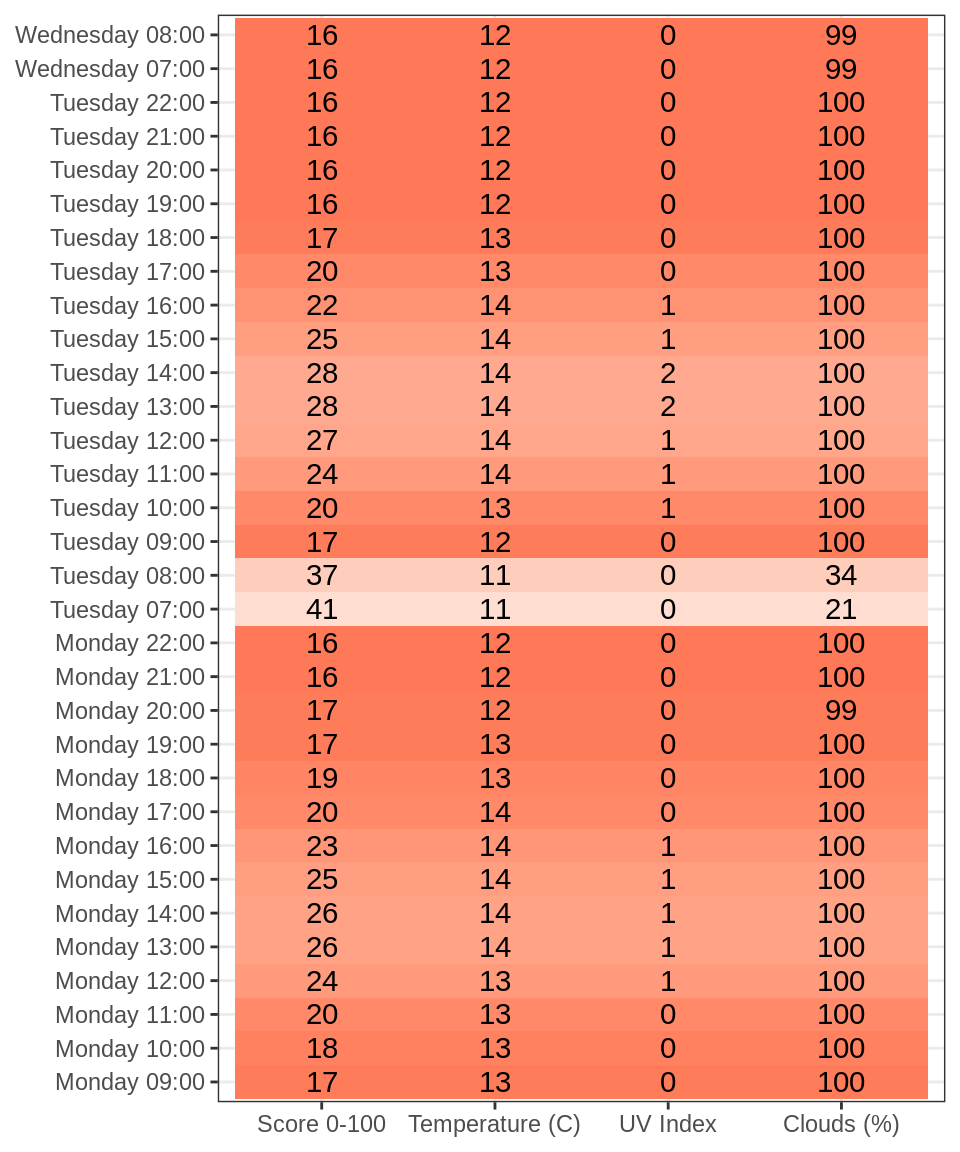 Wednesday 08:00 16 12 0 99
Wednesday 07:00 16 12 0 99
Tuesday 22:00 16 12 0 100
Tuesday 21:00 16 12 0 100
Tuesday 20:00 16 12 0 100
Tuesday 19:00 16 12 0 100
Tuesday 18:00 17 13 0 100
Tuesday 17:00 20 13 0 100
Tuesday 16:00 22 14 1 100
Tuesday 15:00 25 14 1 100
Tuesday 14:00 28 14 2 100
Tuesday 13:00 28 14 2 100
Tuesday 12:00 27 14 1 100
Tuesday 11:00 24 14 1 100
Tuesday 10:00 20 13 1 100
Tuesday 09:00 17 12 0 100
Tuesday 08:00 37 11 0 34
Tuesday 07:00 41 11 0 21
Monday 22:00 16 12 0 100
Monday 21:00 16 12 0 100
Monday 20:00 17 12 0 99
Monday 19:00 17 13 0 100
Monday 18:00 19 13 0 100
Monday 17:00 20 14 0 100
Monday 16:00 23 14 1 100
Monday 15:00 25 14 1 100
Monday 14:00 26 14 1 100
Monday 13:00 26 14 1 100
Monday 12:00 24 13 1 100
Monday 11:00 20 13 0 100
Monday 10:00 18 13 0 100
Monday 09:00 17 13 0 100
Score 0-100 Temperature (C) UV Index Clouds (%)